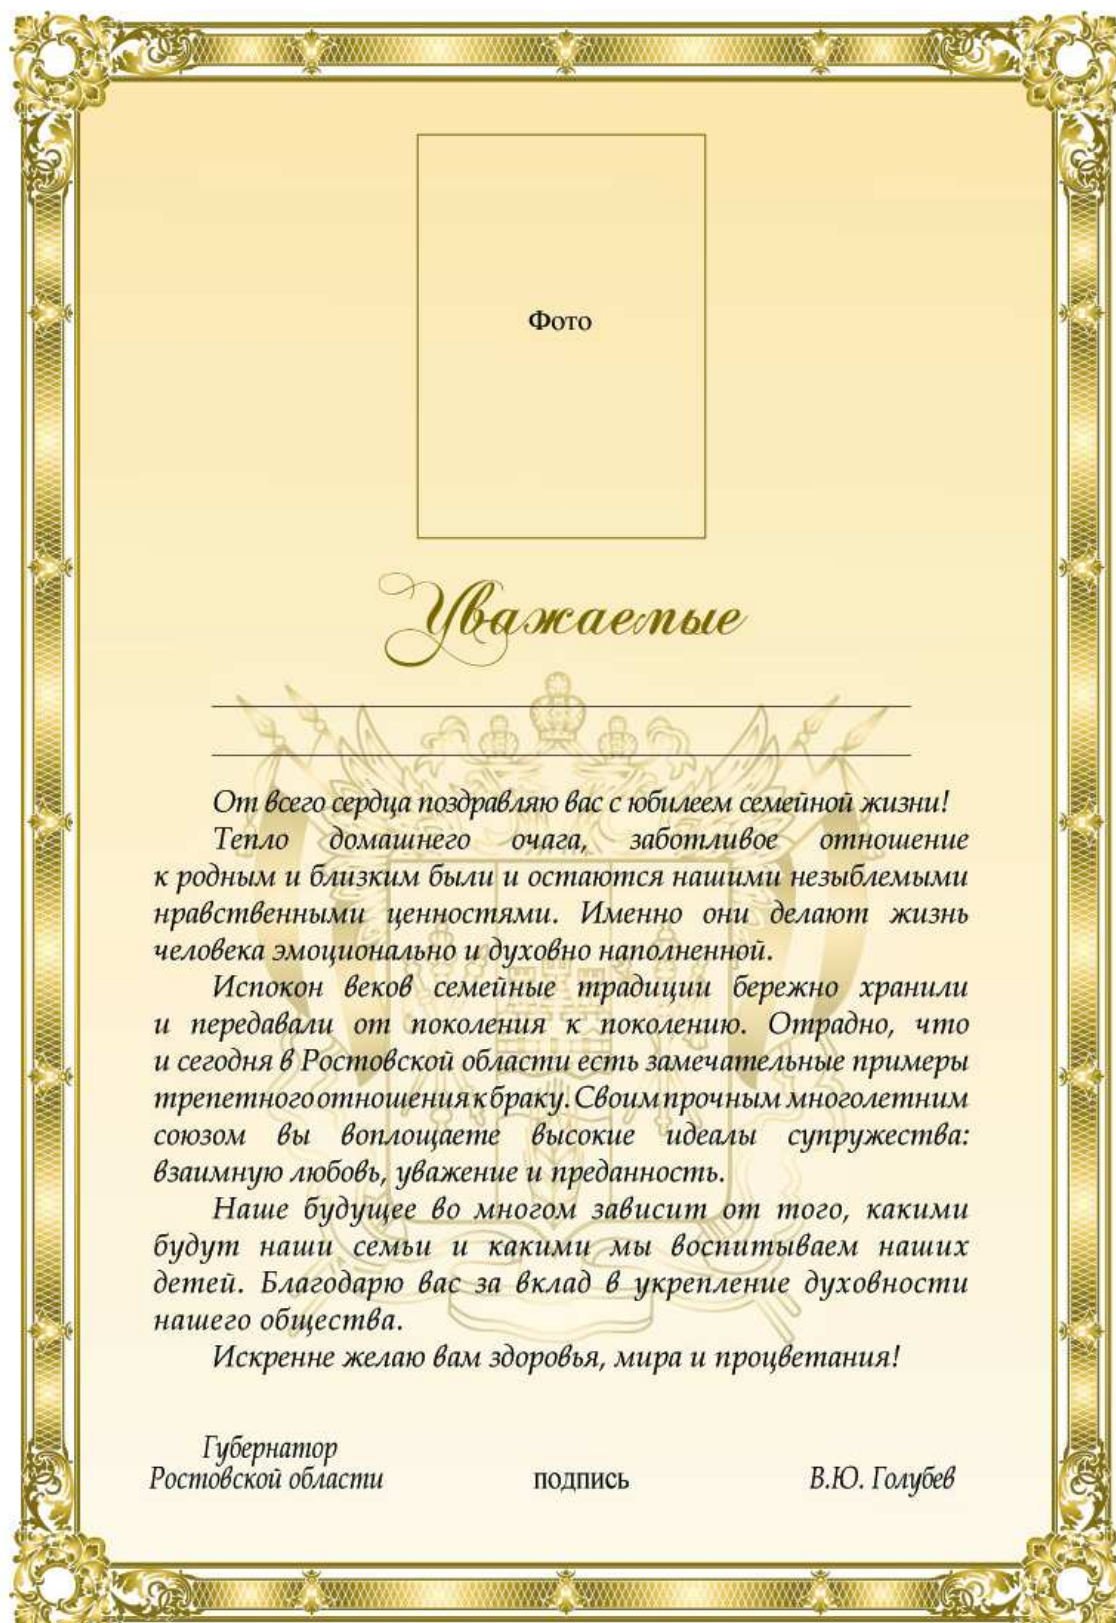 Фото
Уважаемые
От всего сердца поздравляю вас с юбилеем семейной жизни!
Тепло домашнего очага, заботливое отношение
к родным и близким были и остаются нашими незыблемыми
нравственными ценностями. Именно они делают жизнь
человека эмоционально и духовно наполненной.
Испокон веков семейные традиции бережно хранили
и передавали от поколения к поколению. Отрадно, что
и сегодня в Ростовской области есть замечательные примеры
трепетного отношения к браку. Своим прочным многолетним
союзом вы воплощаете высокие идеалы супружества:
взаимную любовь, уважение и преданность.
Наше будущее во многом зависит от того, какими
будут наши семьи и какими мы воспитываем наших
детей. Благодарю вас за вклад в укрепление духовности
нашего общества.
Искренне желаю вам здоровья, мира и процветания!
Губернатор
Ростовской области подпись В.Ю. Голубев